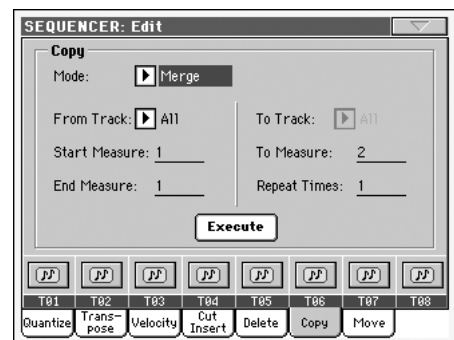 SEQUENCER: Edit
Copy
Mode: Merge
From Track: All To Track: All
Start Measure: 1 To Measure: 2
End Measure: 1 Repeat Times: 1
Execute
T01 T02 T03 T04 T05 T06 T07 T08
Quantize Trans-pose Velocity Cut Insert Delete Copy Move